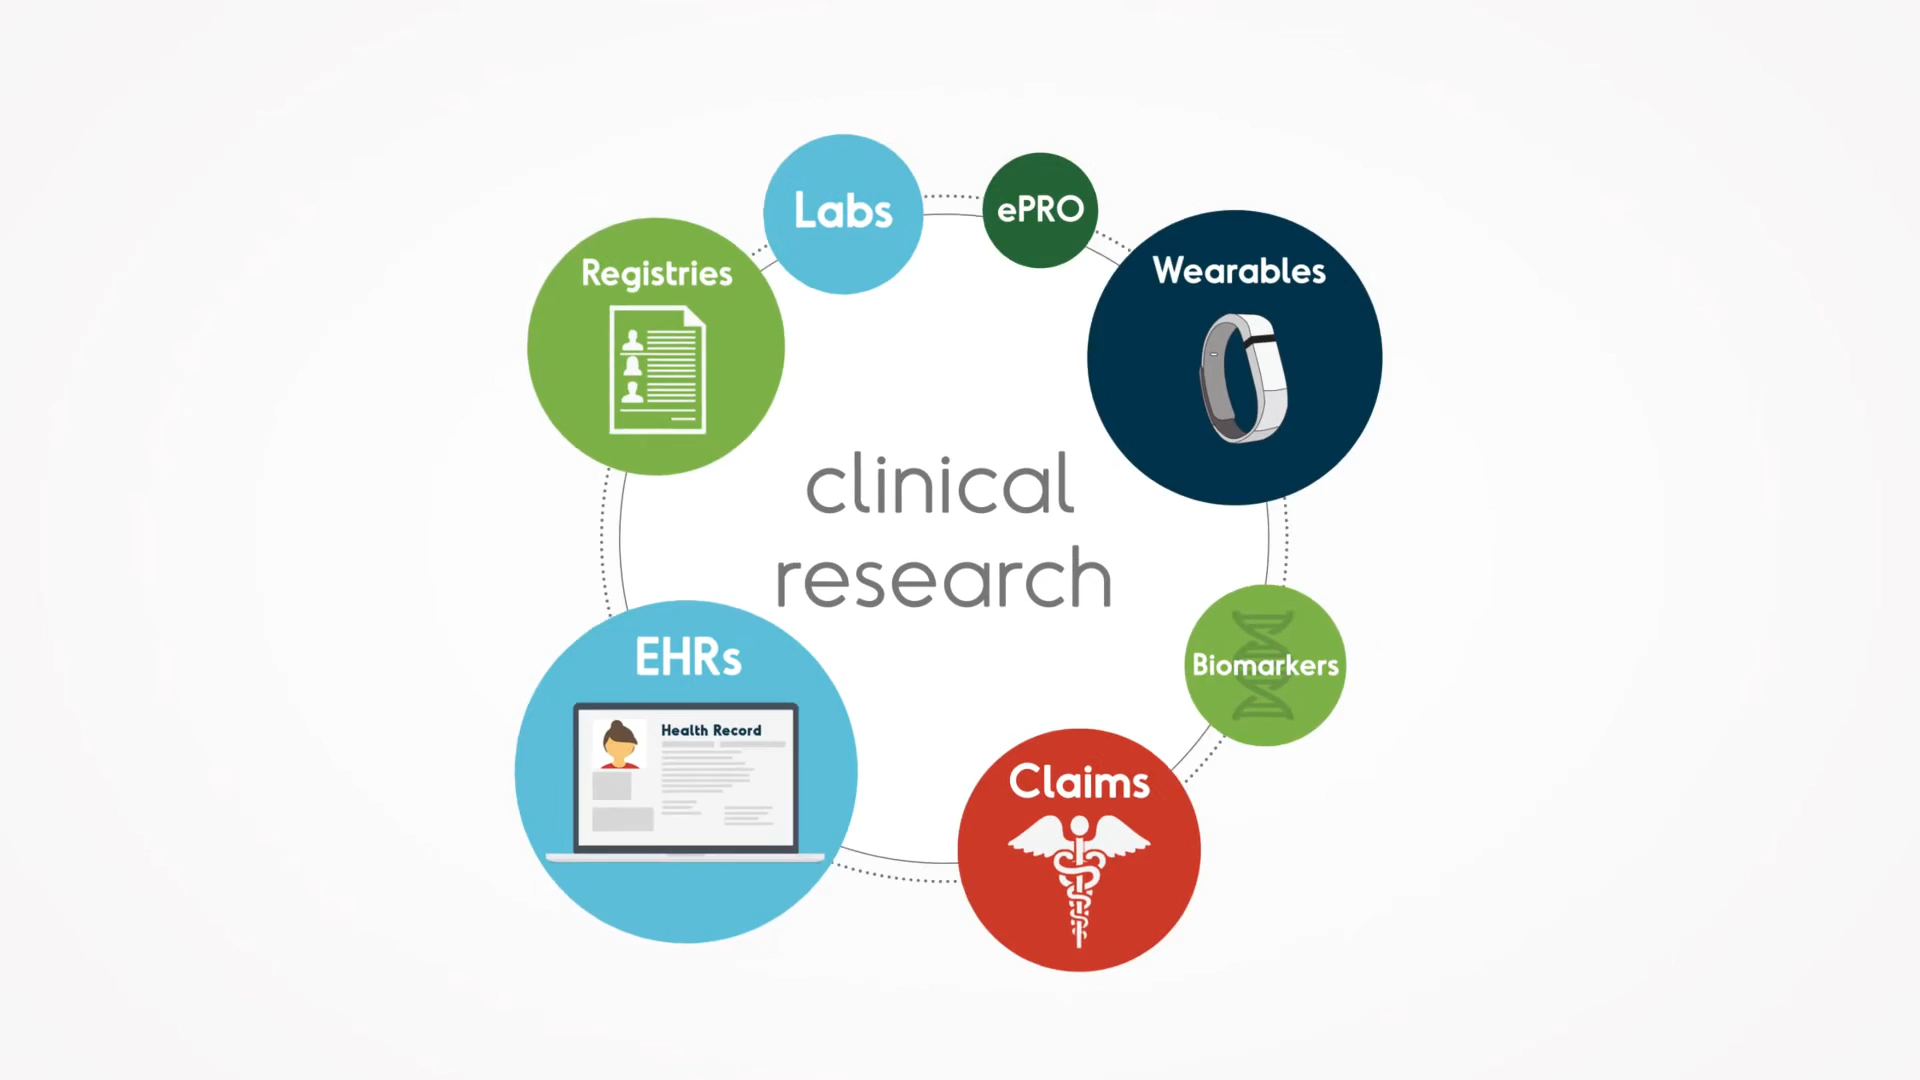 Labs
ePRO
Registries
Wearables
clinical
research
EHRs
Health Record
Biomarkers
Claims